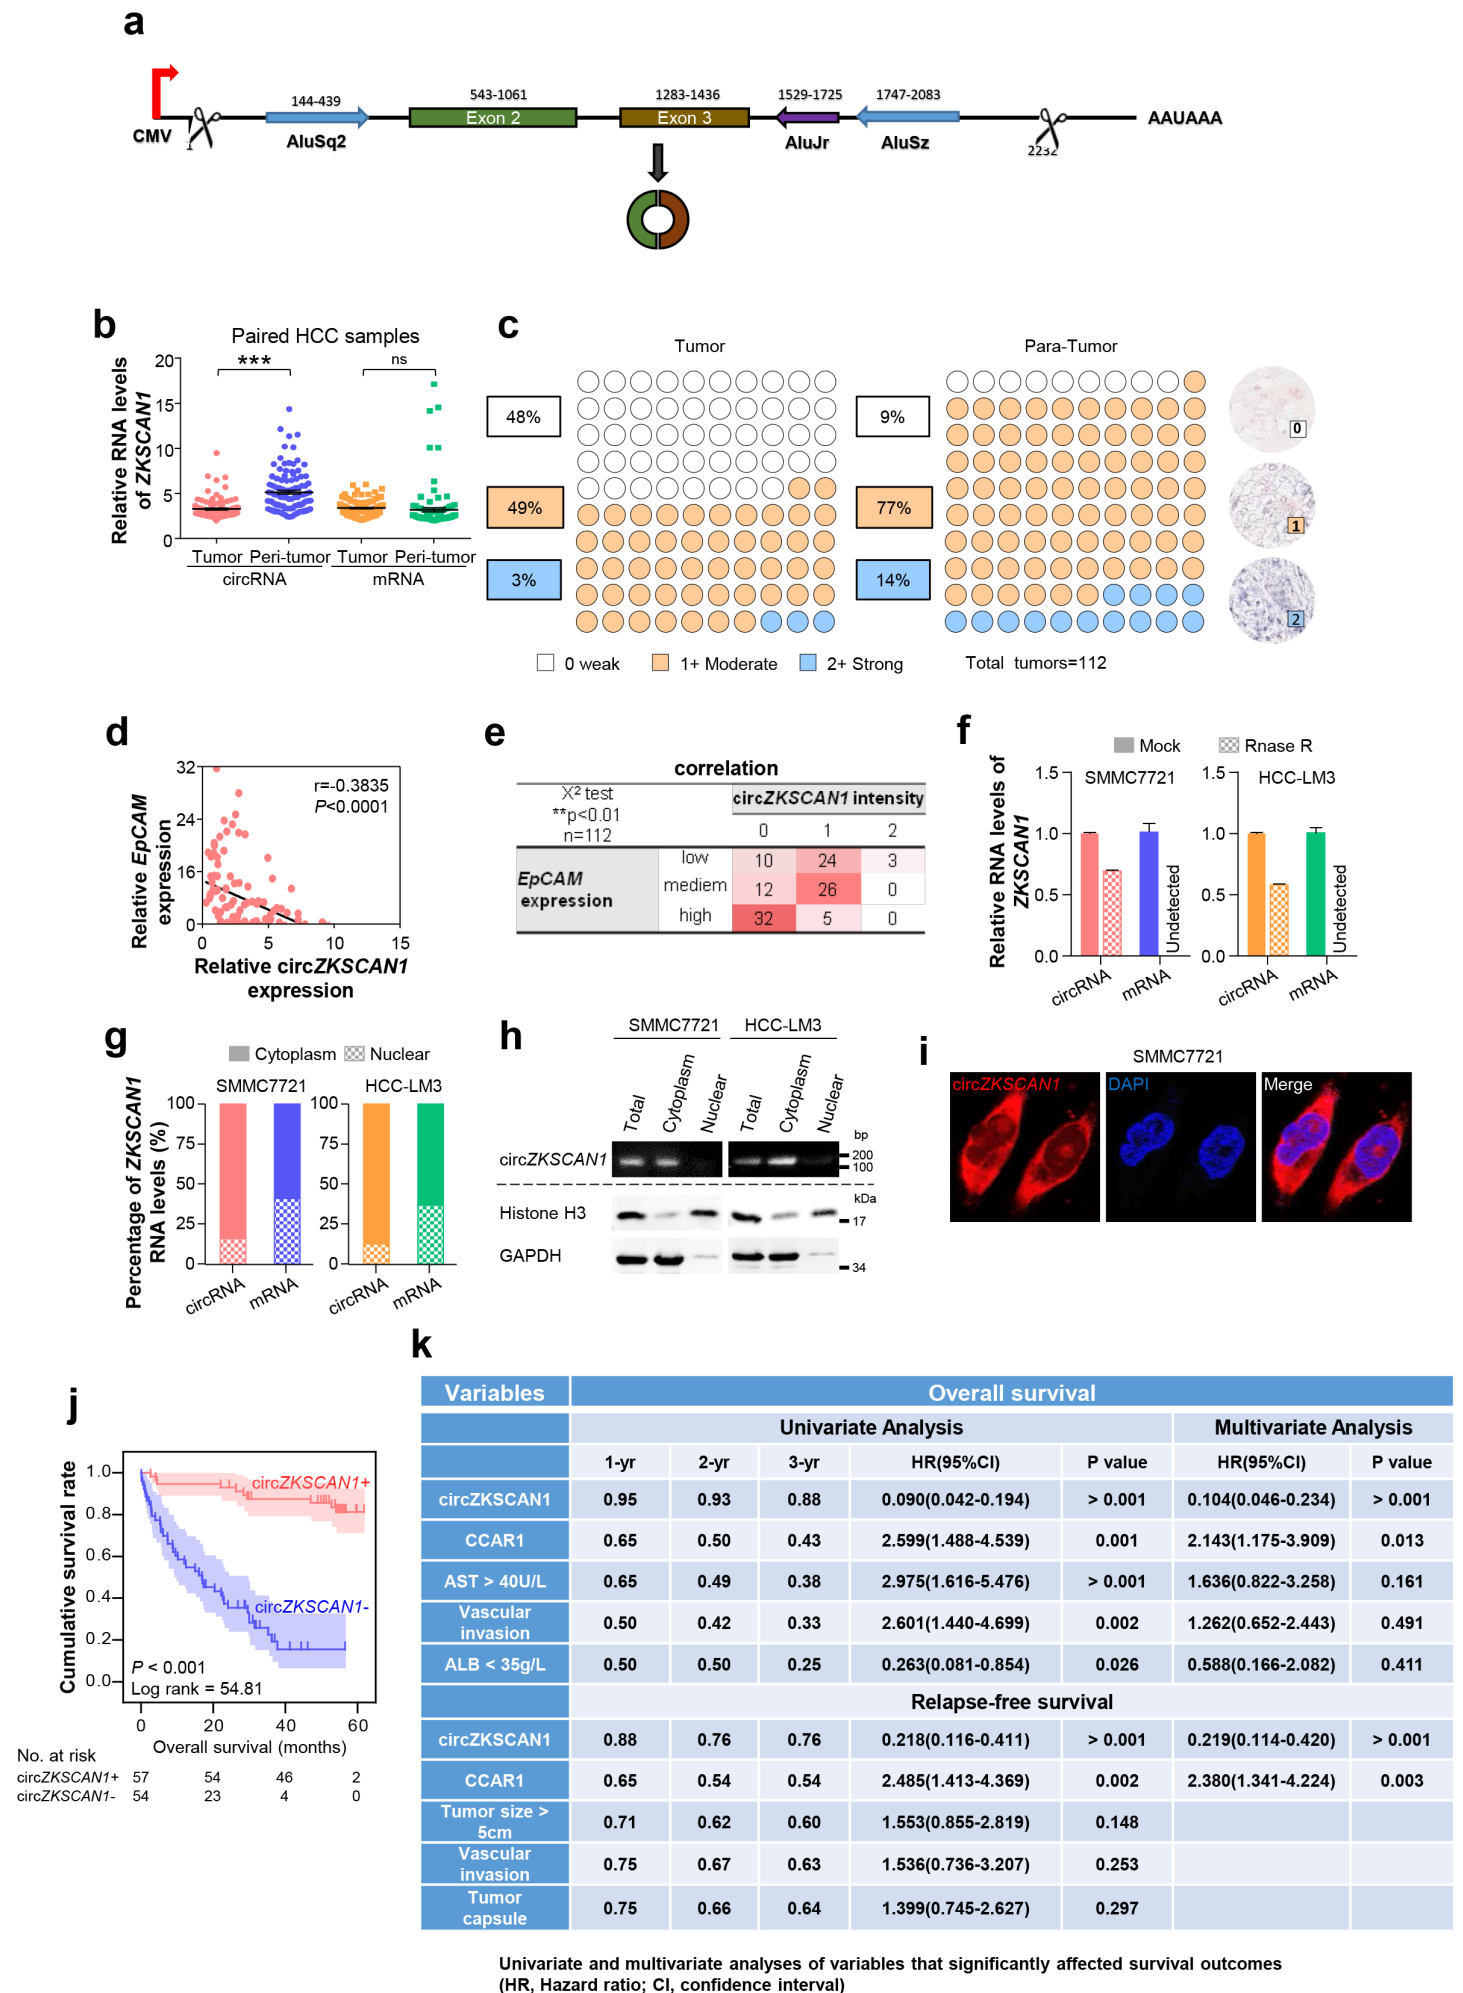 a
144-439
543-1061
1283-1436
1529-1725
1747-2083
Exon 2
Exon 3
AAUAAA
CMV
1
AluSq2
AluJr
AluSz
2232
b
Paired HCC samples
Relative RNA levels
of ZKSCAN1
20
15
10
5
0
***
ns
Tumor Peri-tumor Tumor Peri-tumor
circRNA mRNA
c
Tumor
Para-Tumor
48%
49%
3%
9%
77%
14%
0
1
2
0 weak
1+ Moderate
2+ Strong
Total tumors=112
d
Relative EpCAM
expression
32
24
16
8
0
r=-0.3835
P<0.0001
0 5 10 15
Relative circZKSCAN1
expression
e
correlation
X2 test
**p<0.01
n=112
circZKSCAN1 intensity
0 1 2
EpCAM
expression
low 10 24 3
mediem 12 26 0
high 32 5 0
f
Mock Rnase R
Relative RNA levels of
ZKSCAN1
SMMC7721 HCC-LM3
1.5
1.0
0.5
0.0
1.5
1.0
0.5
0.0
Undetected
Undetected
circRNA mRNA circRNA mRNA
g
Cytoplasm Nuclear
SMMC7721 HCC-LM3
Percentage of ZKSCAN1
RNA levels (%)
100
75
50
25
0
100
75
50
25
0
circRNA mRNA circRNA mRNA
h
SMMC7721 HCC-LM3
Total Cytoplasm Nuclear Total Cytoplasm Nuclear
circZKSCAN1
bp
200
100
Histone H3
kDa
17
GAPDH
34
i
SMMC7721
circZKSCAN1 DAPI Merge
j
Cumulative survival rate
1.0
0.8
0.6
0.4
0.2
0.0
circZKSCAN1+
circZKSCAN1-
P < 0.001
Log rank = 54.81
0 20 40 60
Overall survival (months)
No. at risk
circZKSCAN1+ 57 54 46 2
circZKSCAN1- 54 23 4 0
k
Variables Overall survival
Univariate Analysis Multivariate Analysis
1-yr 2-yr 3-yr HR(95%CI) P value HR(95%CI) P value
circZKSCAN1 0.95 0.93 0.88 0.090(0.042-0.194) > 0.001 0.104(0.046-0.234) > 0.001
CCAR1 0.65 0.50 0.43 2.599(1.488-4.539) 0.001 2.143(1.175-3.909) 0.013
AST > 40U/L 0.65 0.49 0.38 2.975(1.616-5.476) > 0.001 1.636(0.822-3.258) 0.161
Vascular
invasion 0.50 0.42 0.33 2.601(1.440-4.699) 0.002 1.262(0.652-2.443) 0.491
ALB < 35g/L 0.50 0.50 0.25 0.263(0.081-0.854) 0.026 0.588(0.166-2.082) 0.411
Relapse-free survival
circZKSCAN1 0.88 0.76 0.76 0.218(0.116-0.411) > 0.001 0.219(0.114-0.420) > 0.001
CCAR1 0.65 0.54 0.54 2.485(1.413-4.369) 0.002 2.380(1.341-4.224) 0.003
Tumor size >
5cm 0.71 0.62 0.60 1.553(0.855-2.819) 0.148
Vascular
invasion 0.75 0.67 0.63 1.536(0.736-3.207) 0.253
Tumor
capsule 0.75 0.66 0.64 1.399(0.745-2.627) 0.297
Univariate and multivariate analyses of variables that significantly affected survival outcomes
(HR, Hazard ratio; CI, confidence interval)